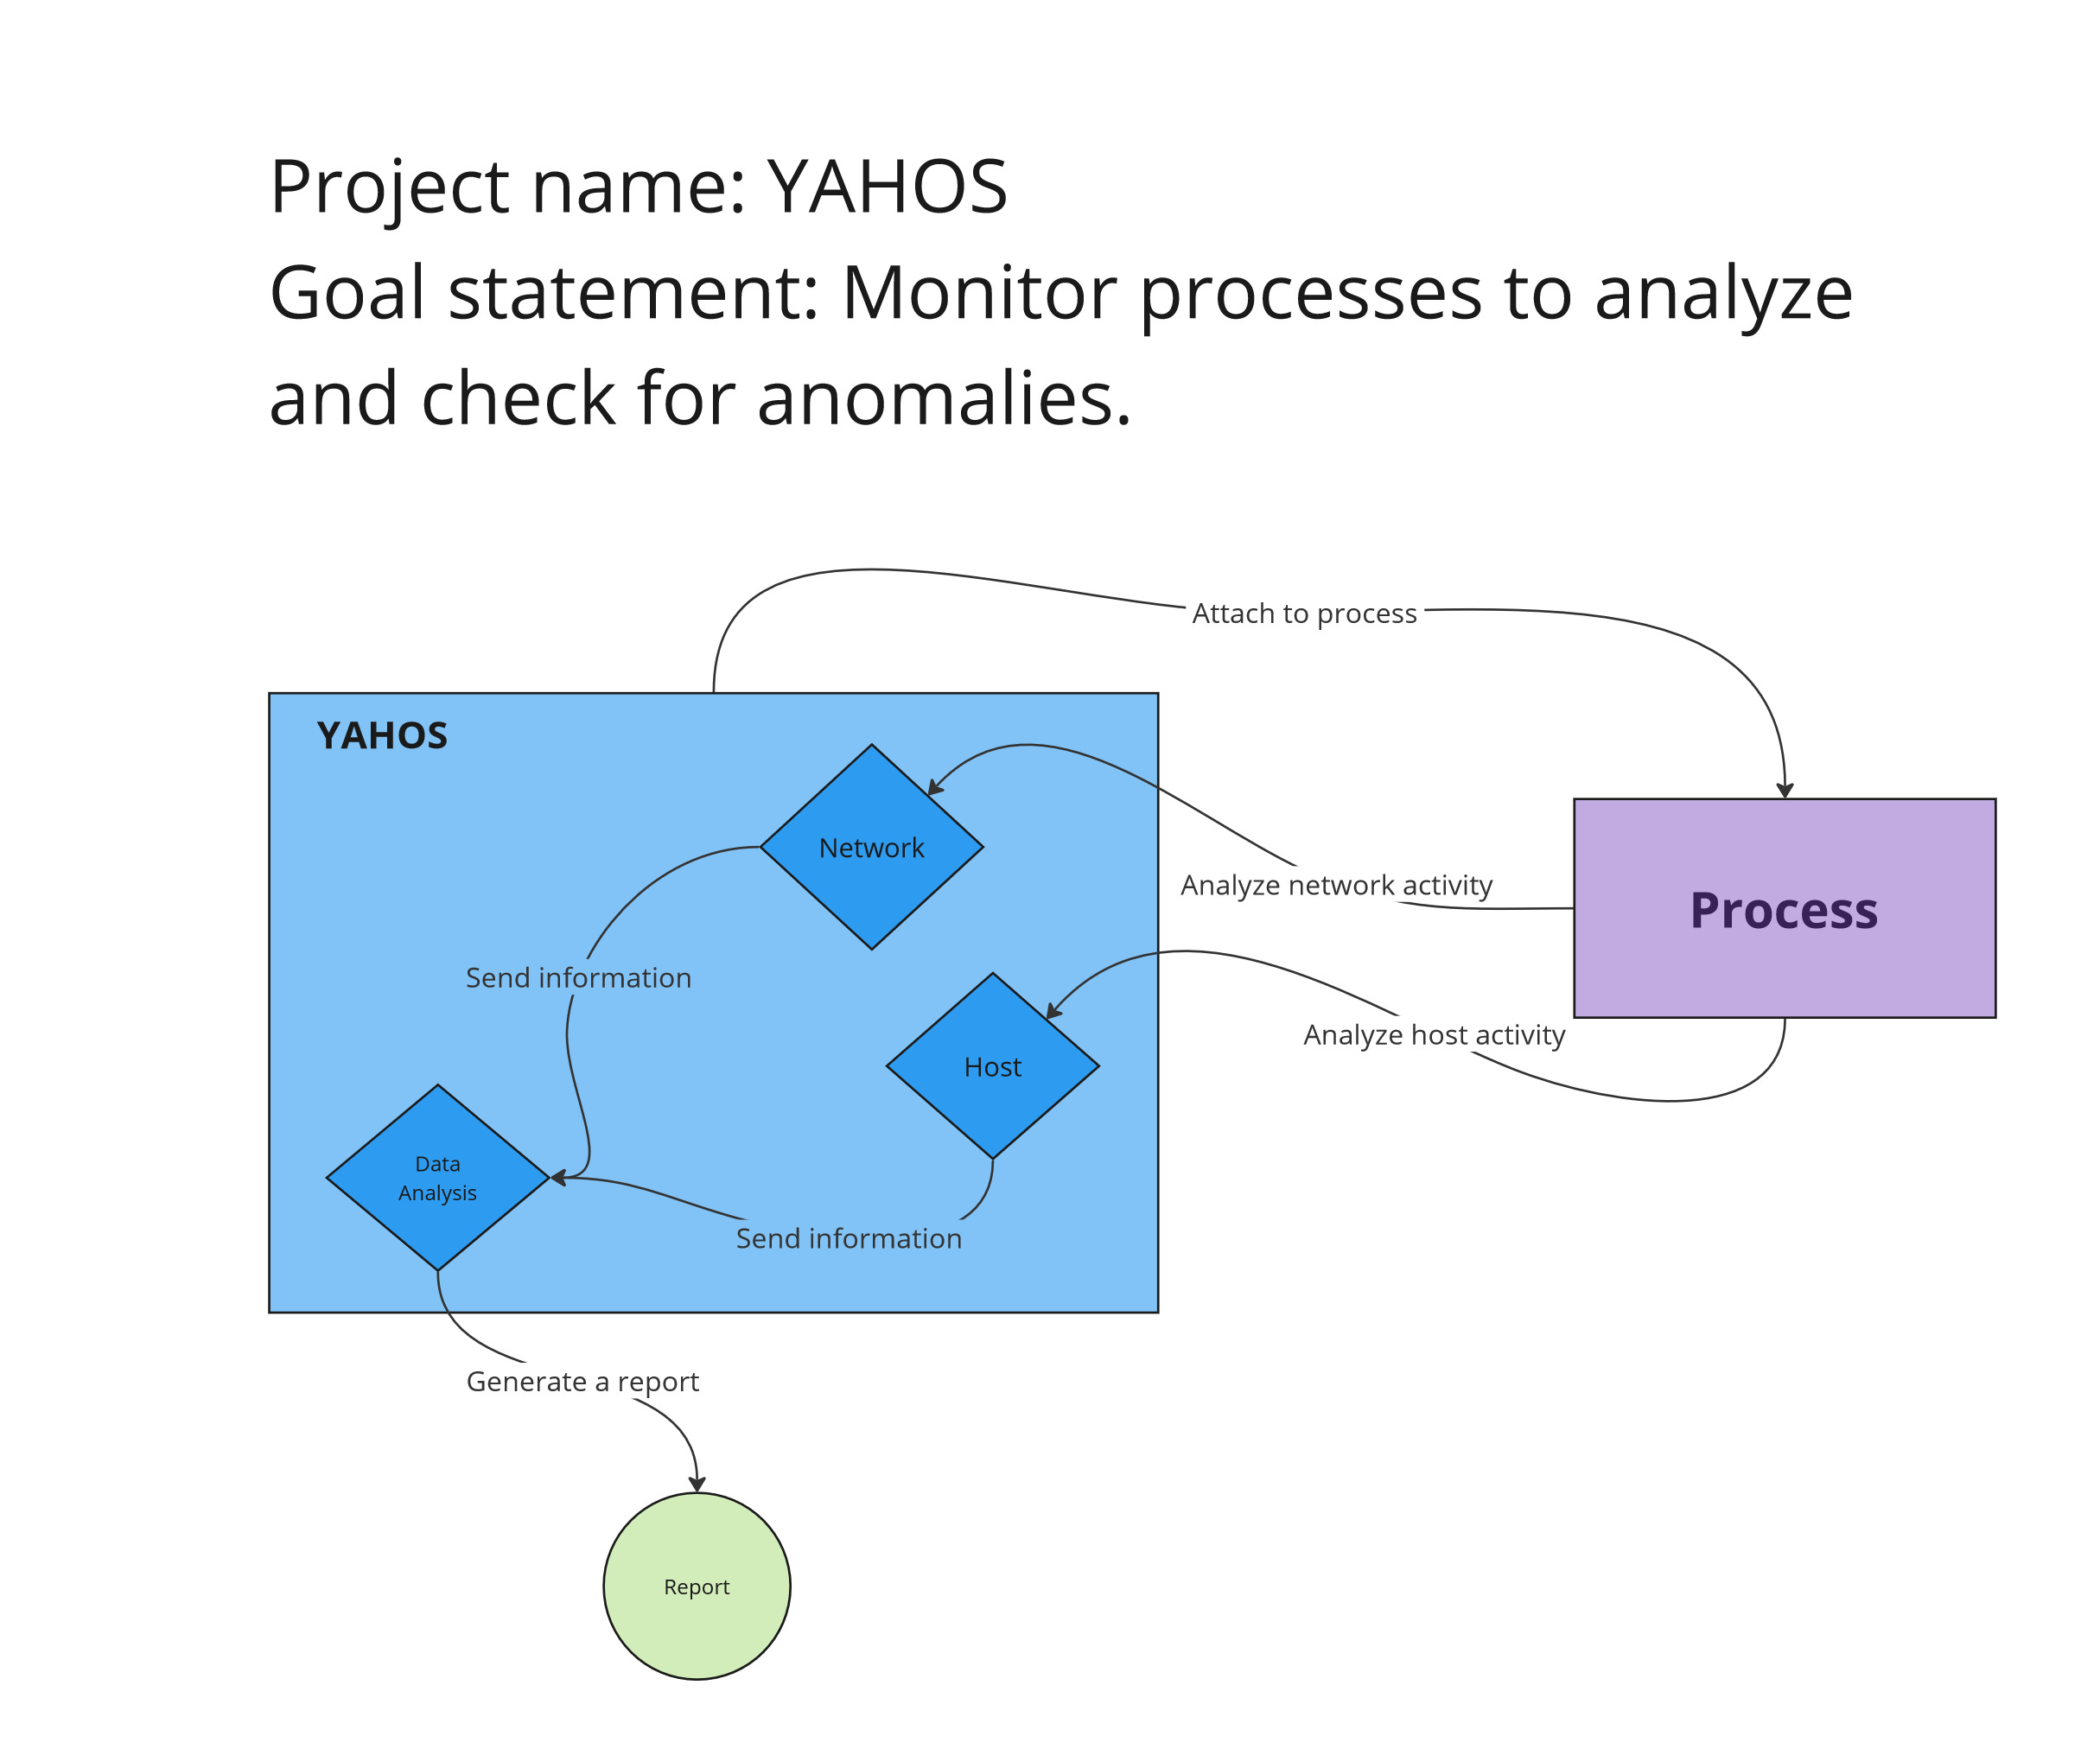 Project name: YAHOS
Goal statement: Monitor processes to analyze
and check for anomalies.
Attach to process
YAHOS
Network
Analyze network activity
Process
Send information
Host
Analyze host activity
Data
Analysis
Send information
Generate a report
Report